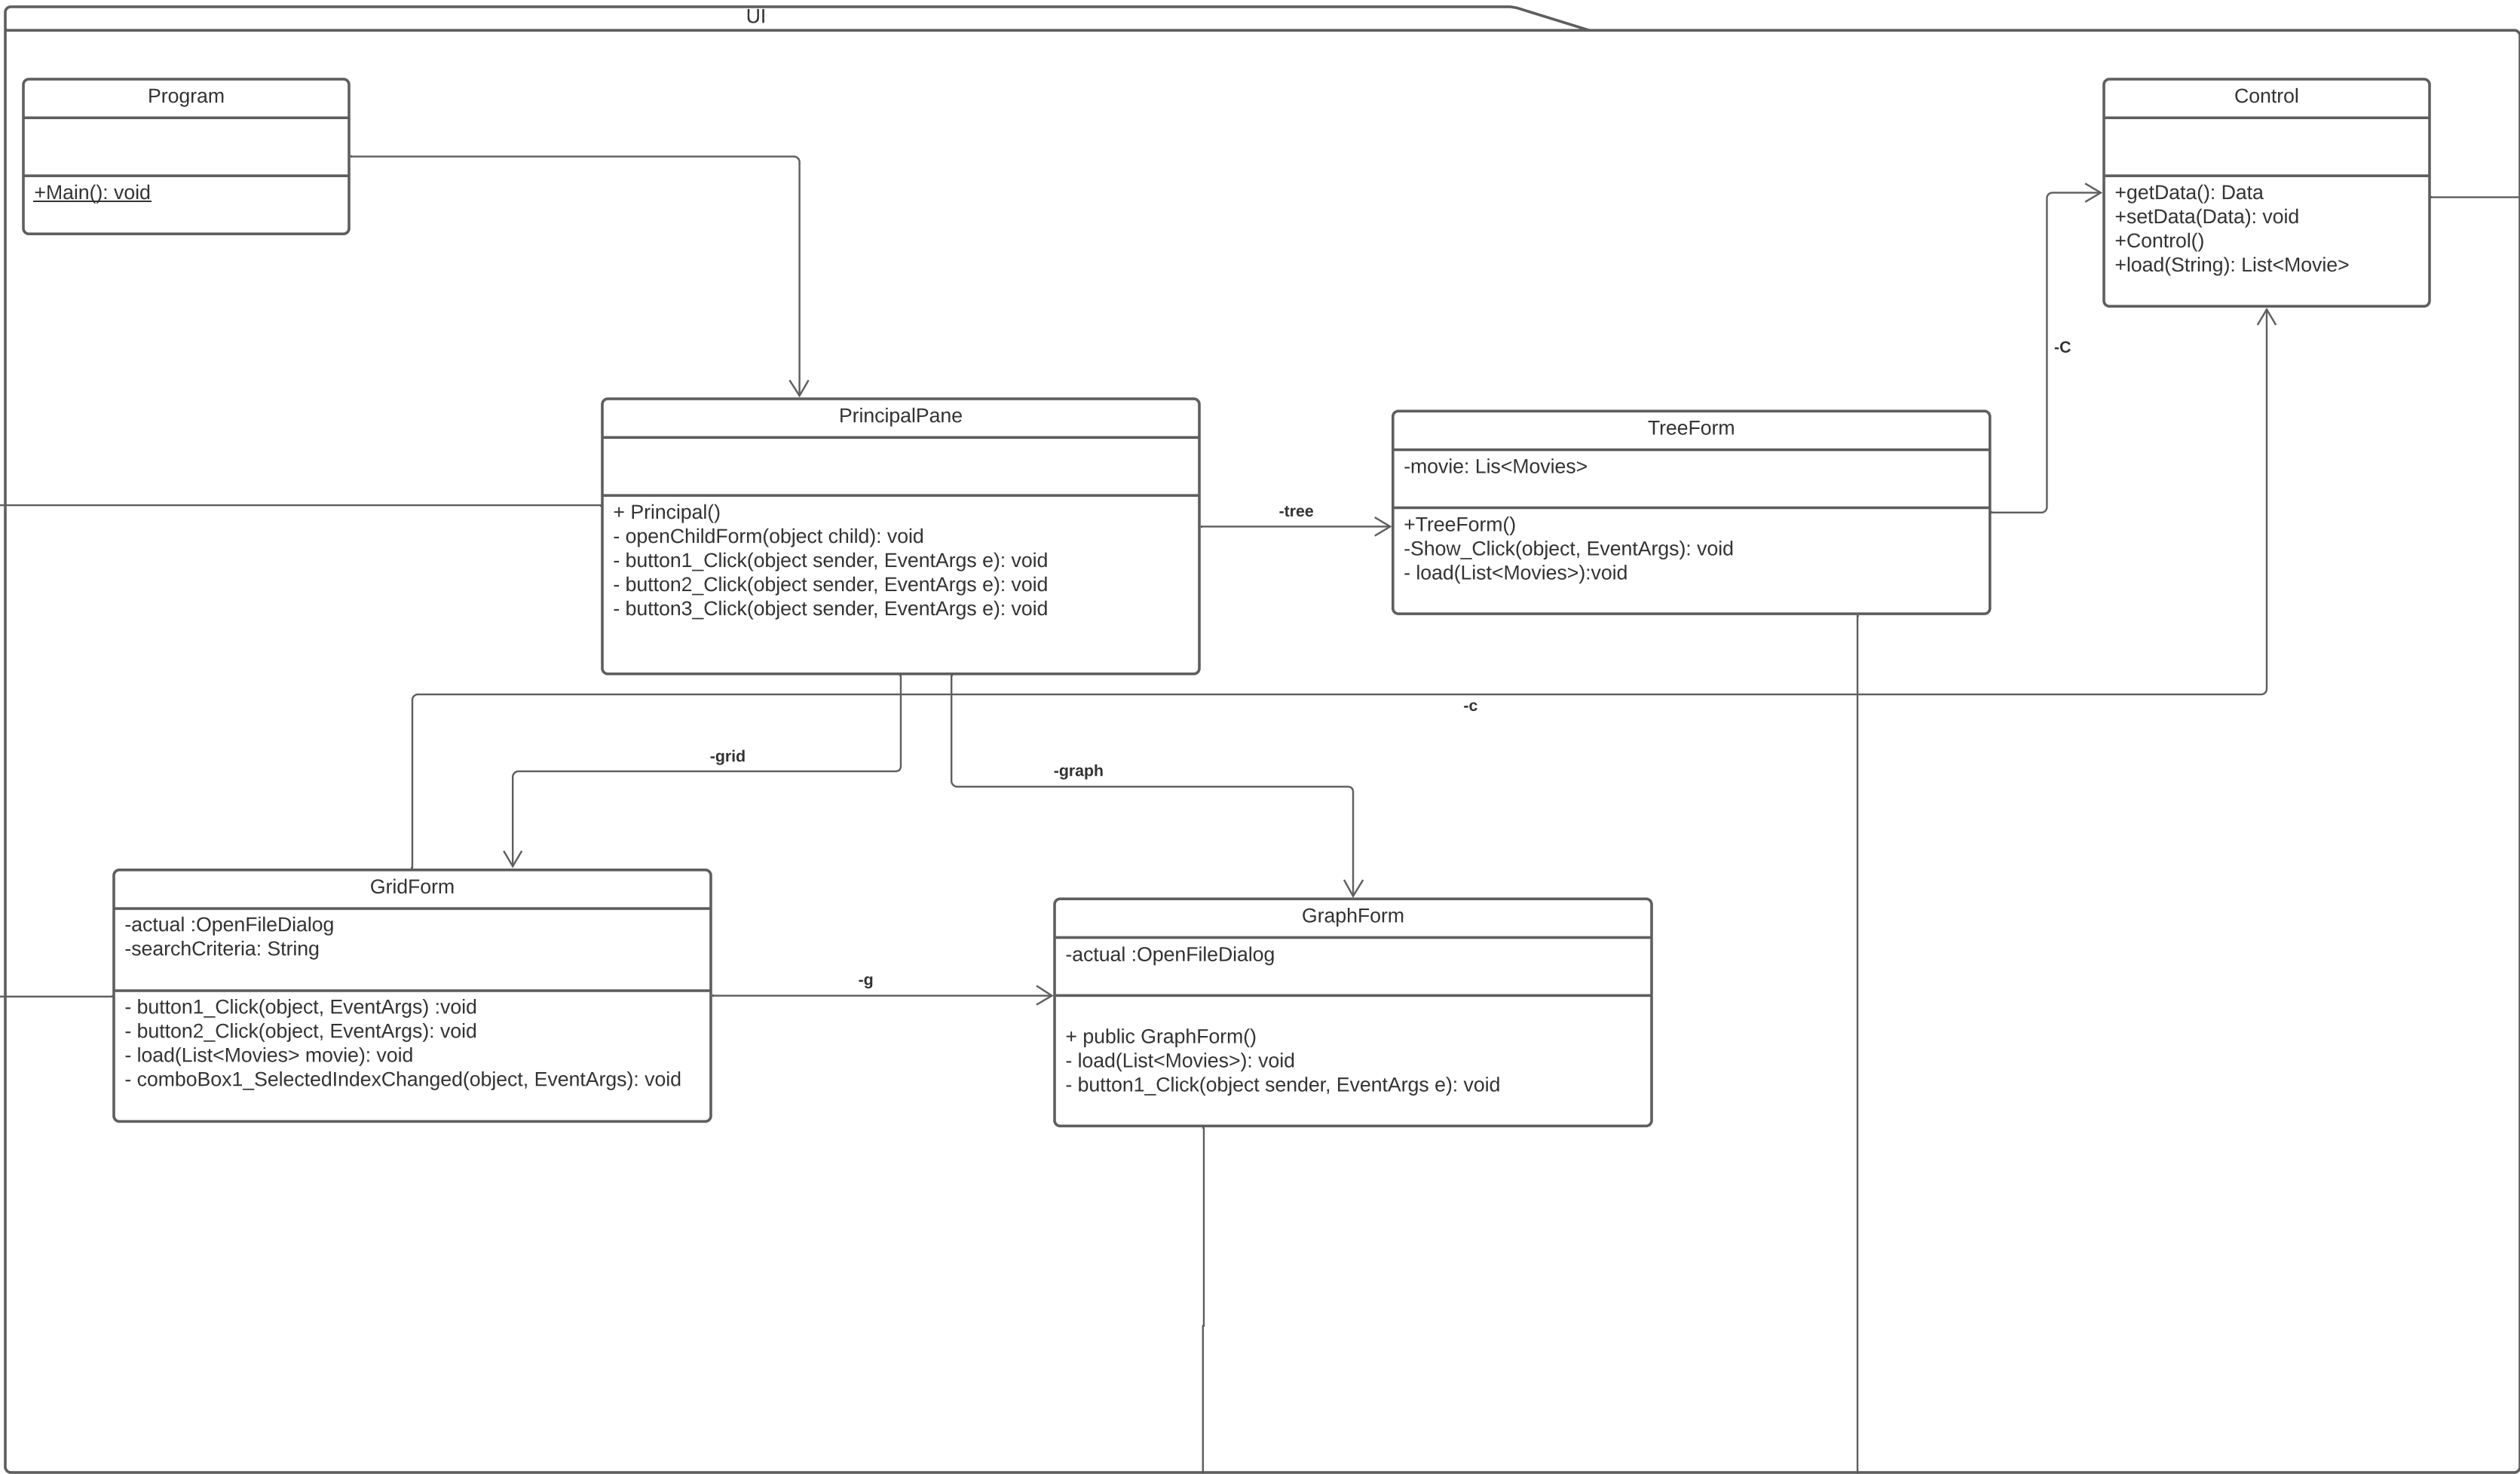 UI
Program
+Main(): void
Control
+getData(): Data
+setData(Data): void
+Control()
+load(String): List<Movie>
-C
PrincipalPane
+ Principal()
- openChildForm(object child): void
- button1_Click(object sender, EventArgs e): void
- button2_Click(object sender, EventArgs e): void
- button3_Click(object sender, EventArgs e): void
-tree
TreeForm
-movie: Lis<Movies>
+TreeForm()
-Show_Click(object, EventArgs): void
- load(List<Movies>):void
-c
-grid
-graph
GridForm
-actual :OpenFileDialog
-searchCriteria: String
- button1_Click(object, EventArgs) :void
- button2_Click(object, EventArgs): void
- load(List<Movies> movie): void
- comboBox1_SelectedIndexChanged(object, EventArgs): void
-g
GraphForm
-actual :OpenFileDialog
+ public GraphForm()
- load(List<Movies>): void
- button1_Click(object sender, EventArgs e): void